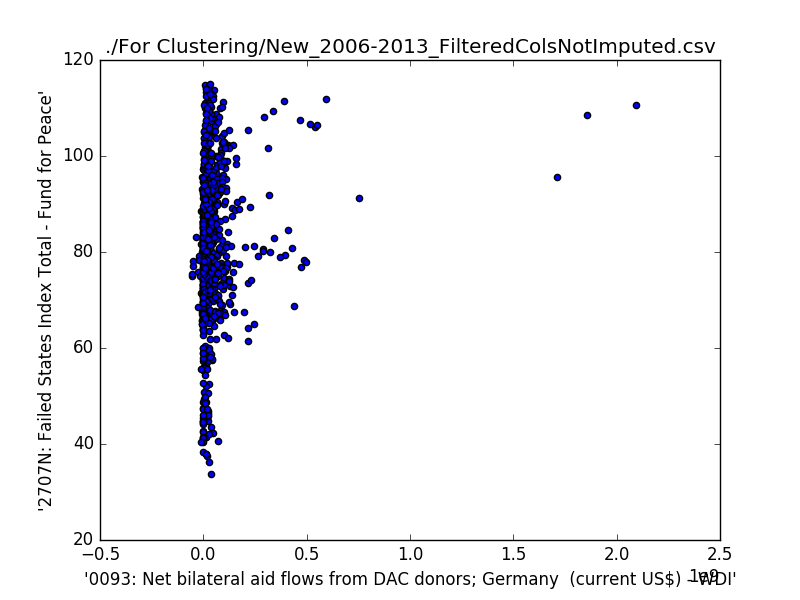 ./For Clustering/New_2006-2013_FilteredColsNotImputed.csv
120
100
80
60
40
20
'2707N: Failed States Index Total - Fund for Peace'
−0.5 0.0 0.5 1.0 1.5 2.0 2.5
1e9
'0093: Net bilateral aid flows from DAC donors; Germany  (current US$) - WDI'